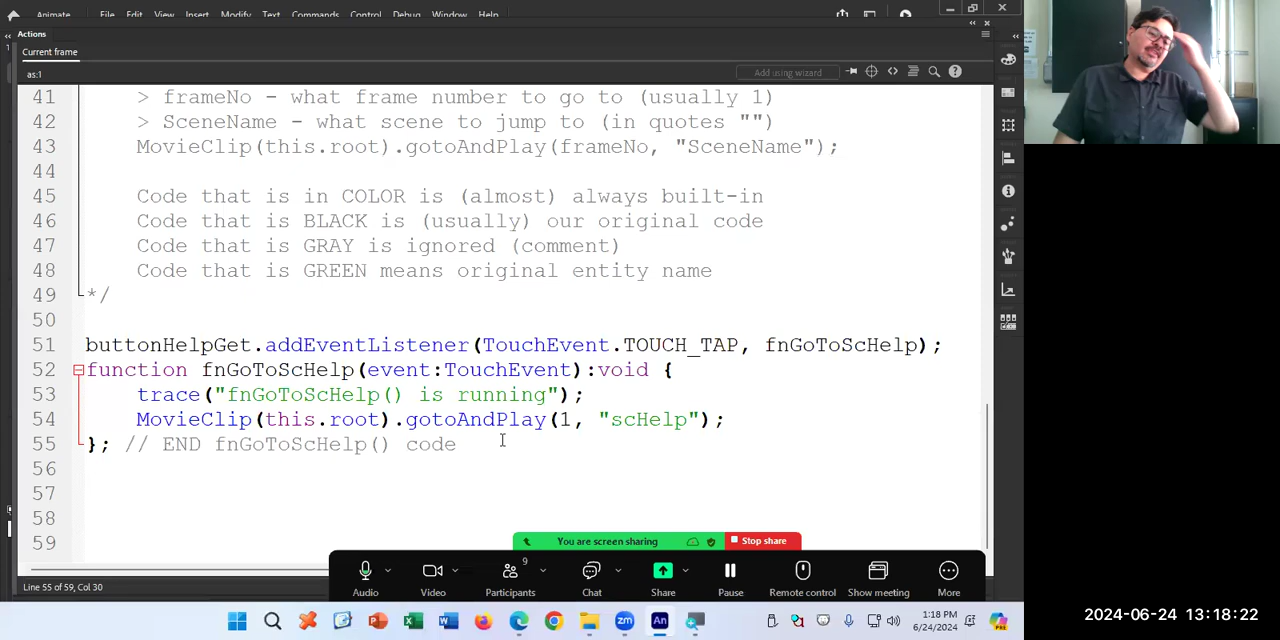 Animate File Edit View Insert Modify Text Commands Control Debug Window Help
Actions
Current frame
as:1
Add using wizard
41 > frameNo - what frame number to go to (usually 1)
42 > SceneName - what scene to jump to (in quotes "")
43 MovieClip(this.root).gotoAndPlay(frameNo, "SceneName");
44
45 Code that is in COLOR is (almost) always built-in
46 Code that is BLACK is (usually) our original code
47 Code that is GRAY is ignored (comment)
48 Code that is GREEN means original entity name
49 */
50
51 buttonHelpGet.addEventListener(TouchEvent.TOUCH_TAP, fnGoToScHelp);
52 function fnGoToScHelp(event:TouchEvent):void {
53 trace("fnGoToScHelp() is running");
54 MovieClip(this.root).gotoAndPlay(1, "scHelp");
55 }; // END fnGoToScHelp() code
56
57
58
59
You are screen sharing Stop share
9
Audio Video Participants Chat Share Pause Remote control Show meeting More
Line 55 of 59, Col 30
1:18 PM
6/24/2024
2024-06-24 13:18:22